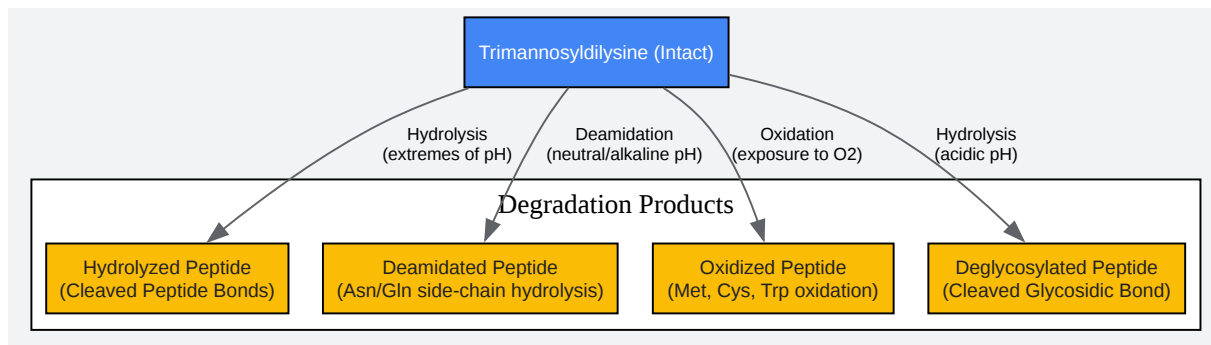 Trimannosyldilysine (Intact)
Hydrolysis
(extremes of pH)
Deamidation
(neutral/alkaline pH)
Oxidation
(exposure to O2)
Hydrolysis
(acidic pH)
Degradation Products
Hydrolyzed Peptide
(Cleaved Peptide Bonds)
Deamidated Peptide
(Asn/Gln side-chain hydrolysis)
Oxidized Peptide
(Met, Cys, Trp oxidation)
Deglycosylated Peptide
(Cleaved Glycosidic Bond)